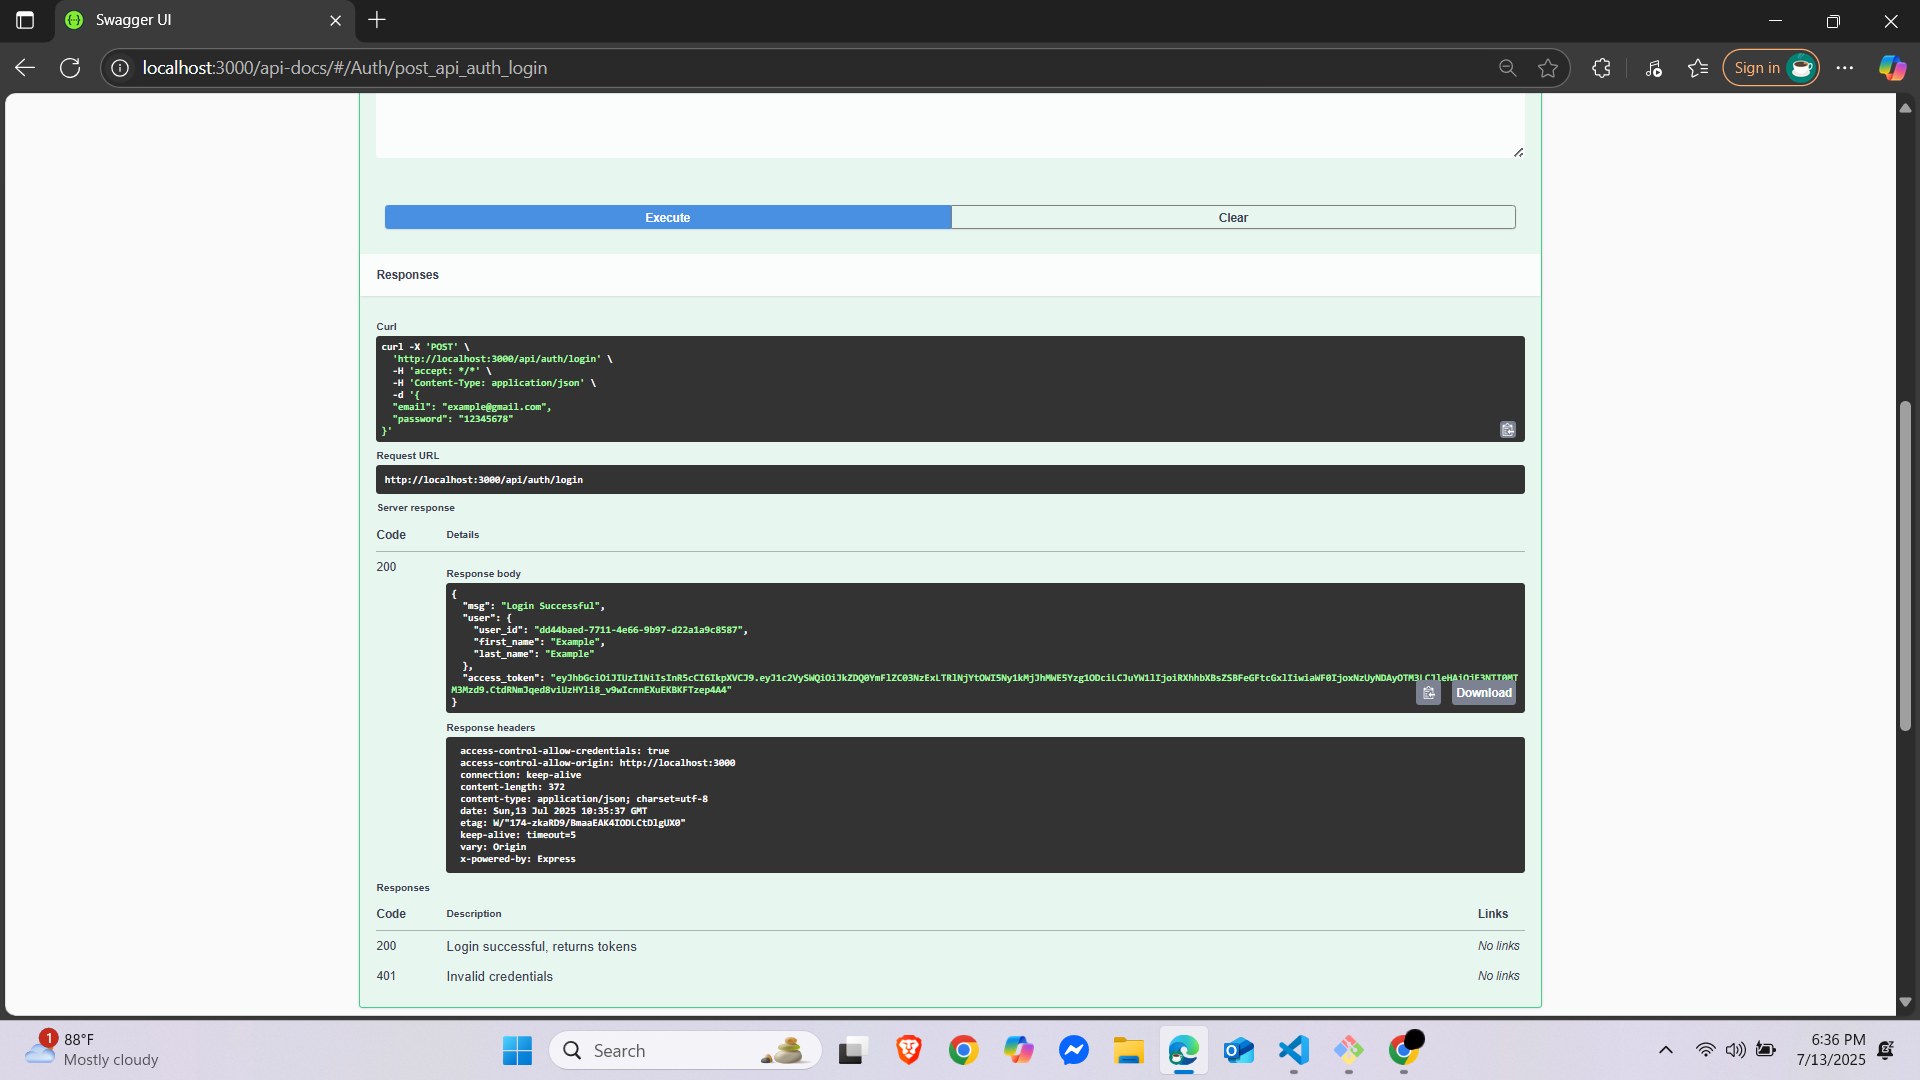 Swagger UI
localhost:3000/api-docs/#/Auth/post_api_auth_login
Sign in
Execute
Clear
Responses
Curl
curl -X 'POST' \
'http://localhost:3000/api/auth/login' \
-H 'accept: */*' \
-H 'Content-Type: application/json' \
-d '{
"email": "example@gmail.com",
"password": "12345678"
}'
Request URL
http://localhost:3000/api/auth/login
Server response
Code Details
200
Response body
{
"msg": "Login Successful",
"user": {
"user_id": "dd44baed-7711-4e66-9b97-d22a1a9c8587",
"first_name": "Example",
"last_name": "Example"
},
"access_token":
}
Download
Response headers
access-control-allow-credentials: true
access-control-allow-origin: http://localhost:3000
connection: keep-alive
content-length: 372
content-type: application/json; charset=utf-8
date: Sun,13 Jul 2025 10:35:37 GMT
etag: W/"174-zkaRD9/BmaaEAK4IODLCtDlgUX0"
keep-alive: timeout=5
vary: Origin
x-powered-by: Express
Responses
Code Description Links
200 Login successful, returns tokens No links
401 Invalid credentials No links
1
88°F
Mostly cloudy
Search
6:36 PM
7/13/2025